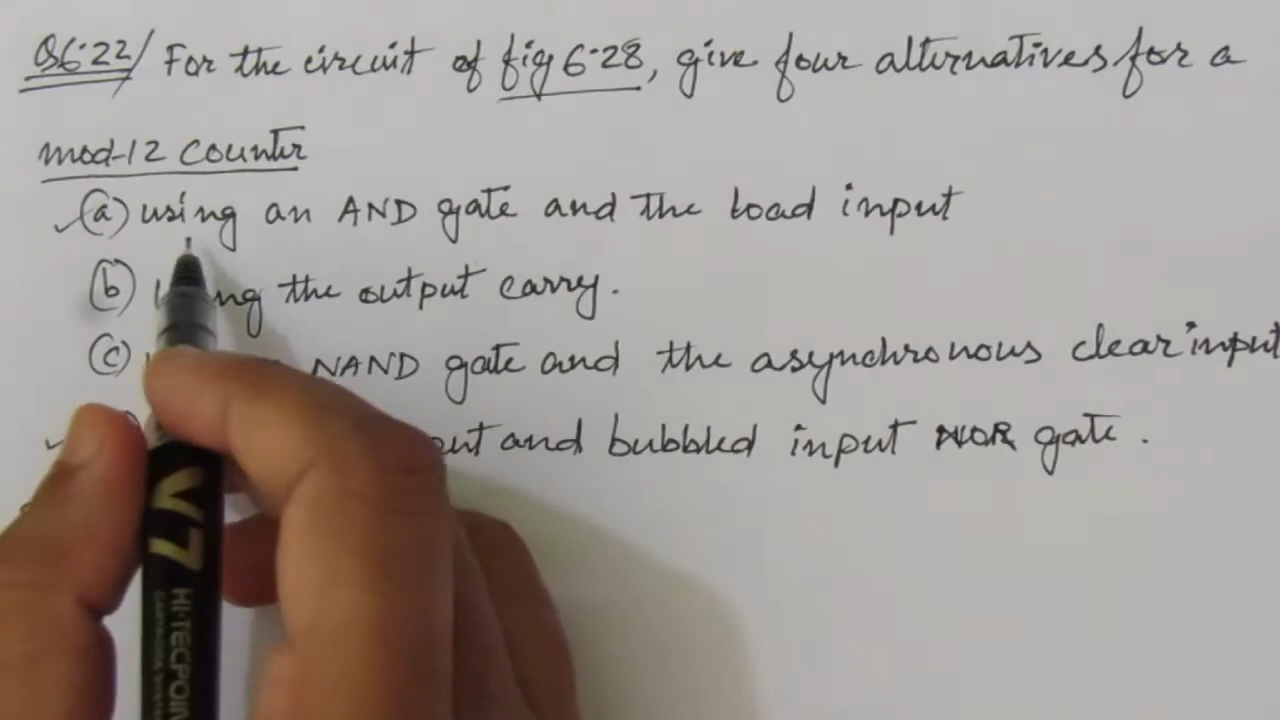 Q6.22/ For the circuit of fig 6.28, give four alternatives for a
mod-12 counter
(a) using an AND gate and the load input
(b) the output carry.
(c) NAND gate and the asynchronous clear input
and bubbled input NOR gate.
V7
HI-TECPOIN